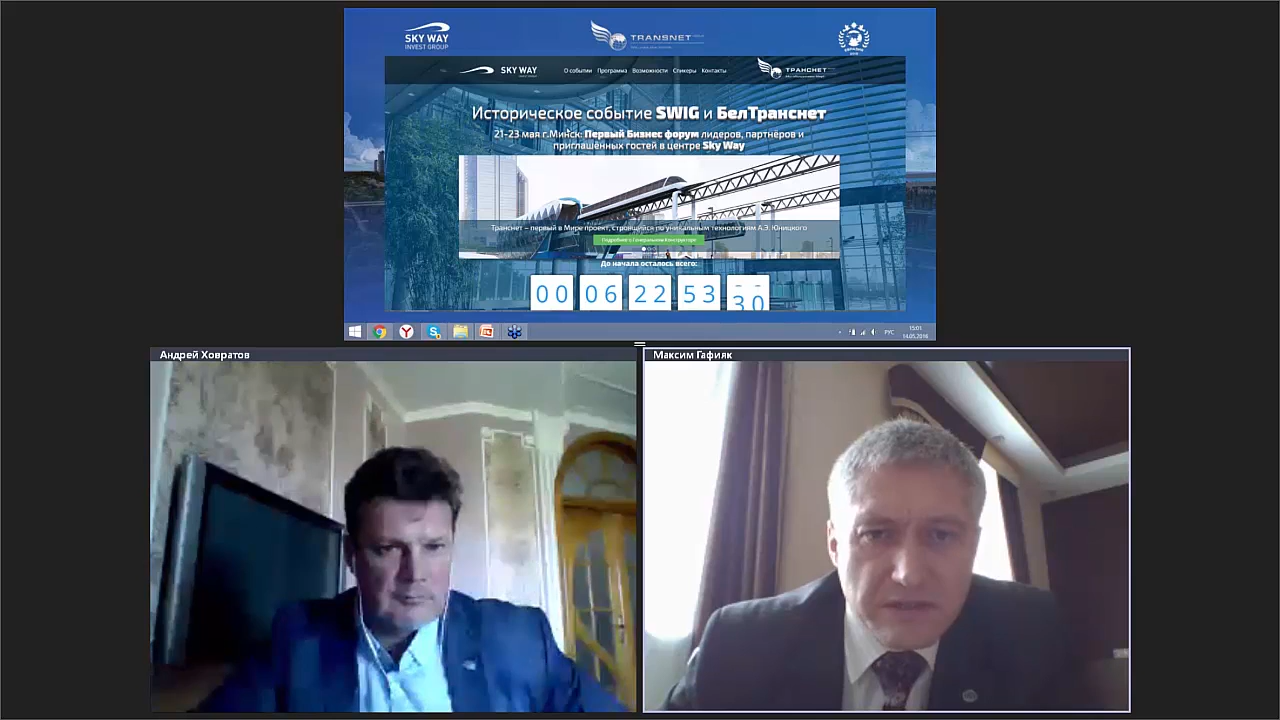 SKY WAY
INVEST GROUP
TRANSNET
SKY WAY
О событии Программа Возможности Спикеры Контакты
ТРАНСНЕТ
Историческое событие SWIG и БелТранснет
21-23 мая г.Минск: Первый Бизнес форум лидеров, партнёров и
приглашённых гостей в центре Sky Way
Транснет – первый в Мире проект, строящийся по уникальным технологиям А.Э. Юницкого
Подробнее о Генеральном Конструкторе
До начала осталось всего:
00 06 22 53 30
РУС
15:01
14.05.2016
Андрей Ховратов
Максим Гафияк